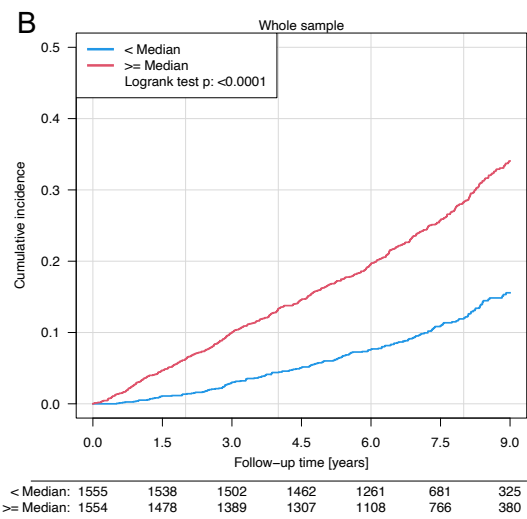 B
Whole sample
< Median
>= Median
Logrank test p: <0.0001
Cumulative incidence
0.5
0.4
0.3
0.2
0.1
0.0
0.0 1.5 3.0 4.5 6.0 7.5 9.0
Follow-up time [years]
< Median: 1555 1538 1502 1462 1261 681 325
>= Median: 1554 1478 1389 1307 1108 766 380